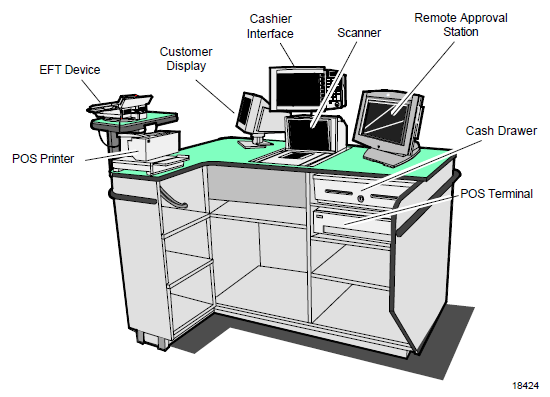 Cashier
Interface
Scanner
Remote Approval
Station
Customer
Display
EFT Device
POS Printer
Cash Drawer
POS Terminal
18424